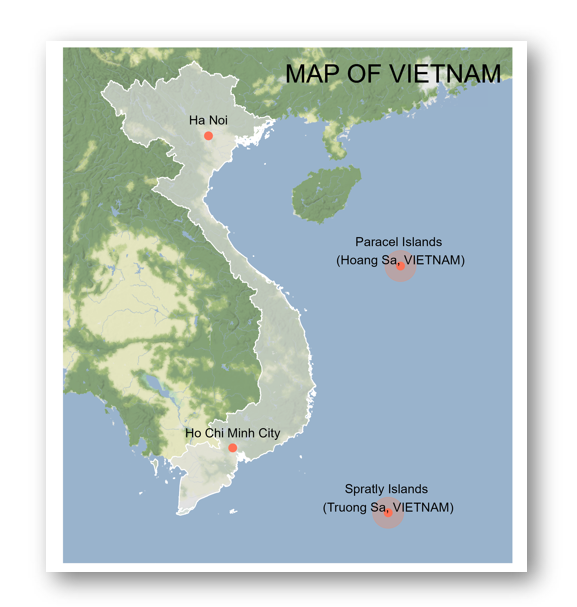 MAP OF VIETNAM
Ha Noi
Paracel Islands
(Hoang Sa, VIETNAM)
Ho Chi Minh City
Spratly Islands
(Truong Sa, VIETNAM)